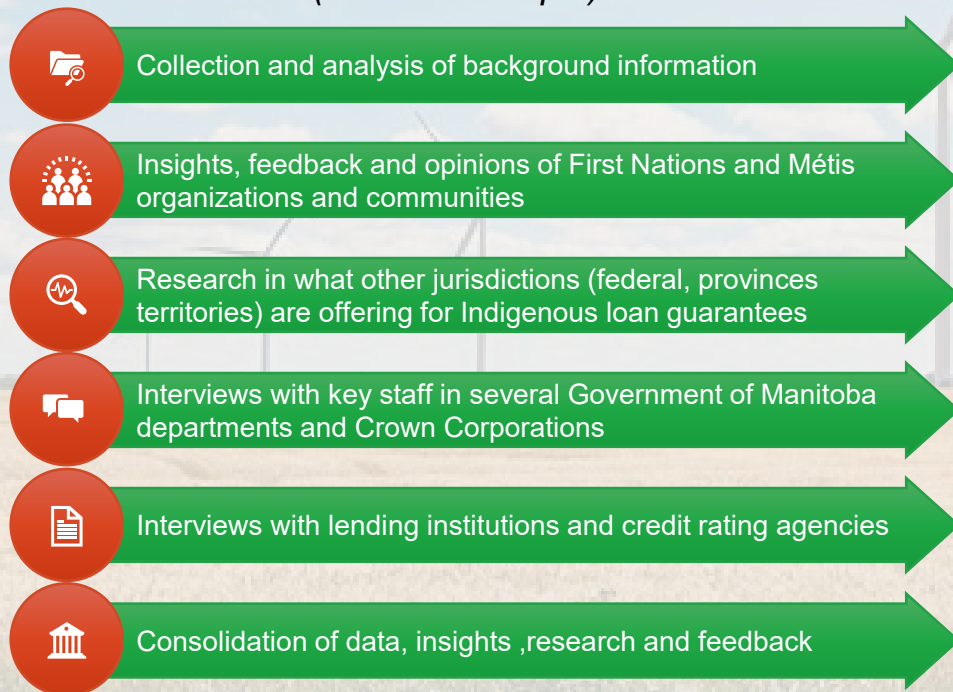 Collection and analysis of background information
Insights, feedback and opinions of First Nations and Métis
organizations and communities
Research in what other jurisdictions (federal, provinces
territories) are offering for Indigenous loan guarantees
Interviews with key staff in several Government of Manitoba
departments and Crown Corporations
Interviews with lending institutions and credit rating agencies
Consolidation of data, insights ,research and feedback